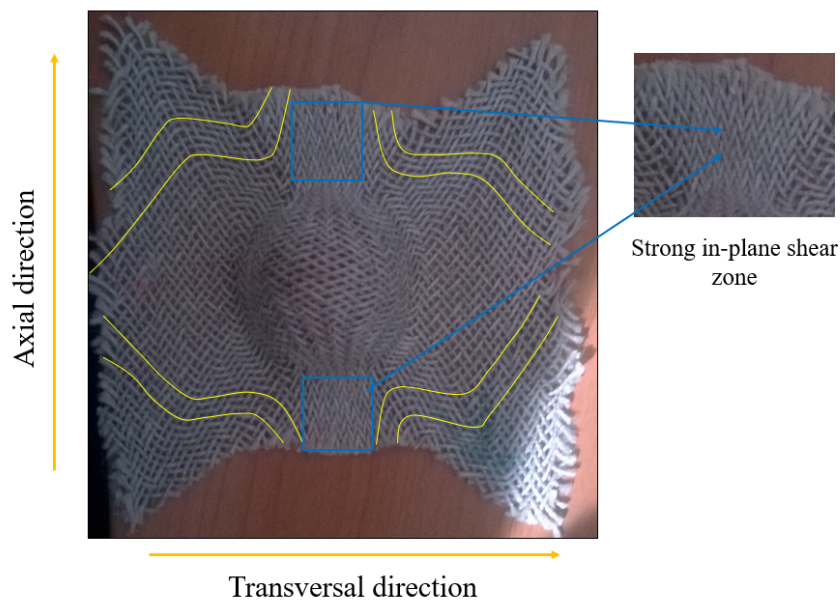 Strong in-plane shear
zone
Axial direction
Transversal direction